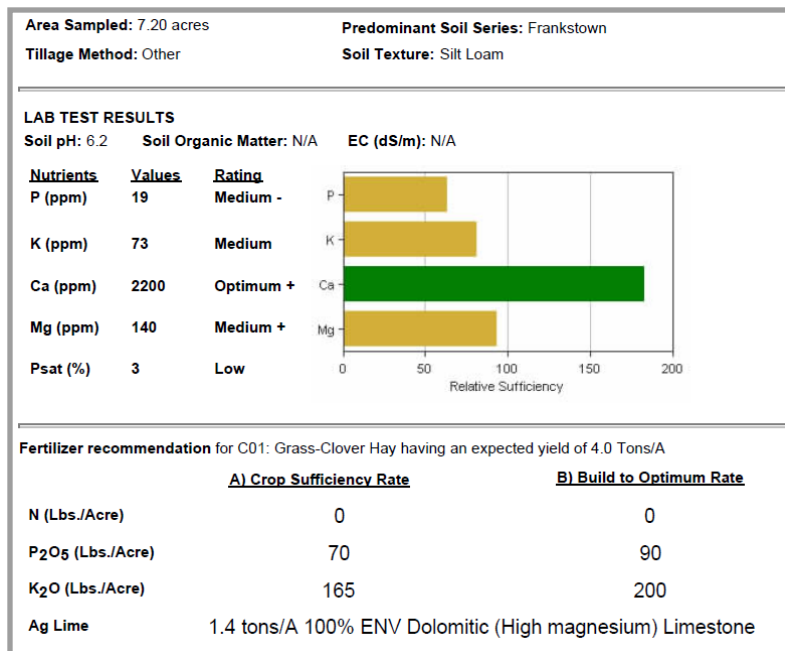 Area Sampled: 7.20 acres Predominant Soil Series: Frankstown
Tillage Method: Other Soil Texture: Silt Loam
LAB TEST RESULTS
Soil pH: 6.2 Soil Organic Matter: N/A EC (dS/m): N/A
Nutrients Values Rating
P (ppm) 19 Medium - P
K (ppm) 73 Medium K
Ca (ppm) 2200 Optimum + Ca
Mg (ppm) 140 Medium + Mg
Psat (%) 3 Low 0 50 100 150 200
Relative Sufficiency
Fertilizer recommendation for C01: Grass-Clover Hay having an expected yield of 4.0 Tons/A
A) Crop Sufficiency Rate B) Build to Optimum Rate
N (Lbs./Acre) 0 0
P2O5 (Lbs./Acre) 70 90
K2O (Lbs./Acre) 165 200
Ag Lime 1.4 tons/A 100% ENV Dolomitic (High magnesium) Limestone